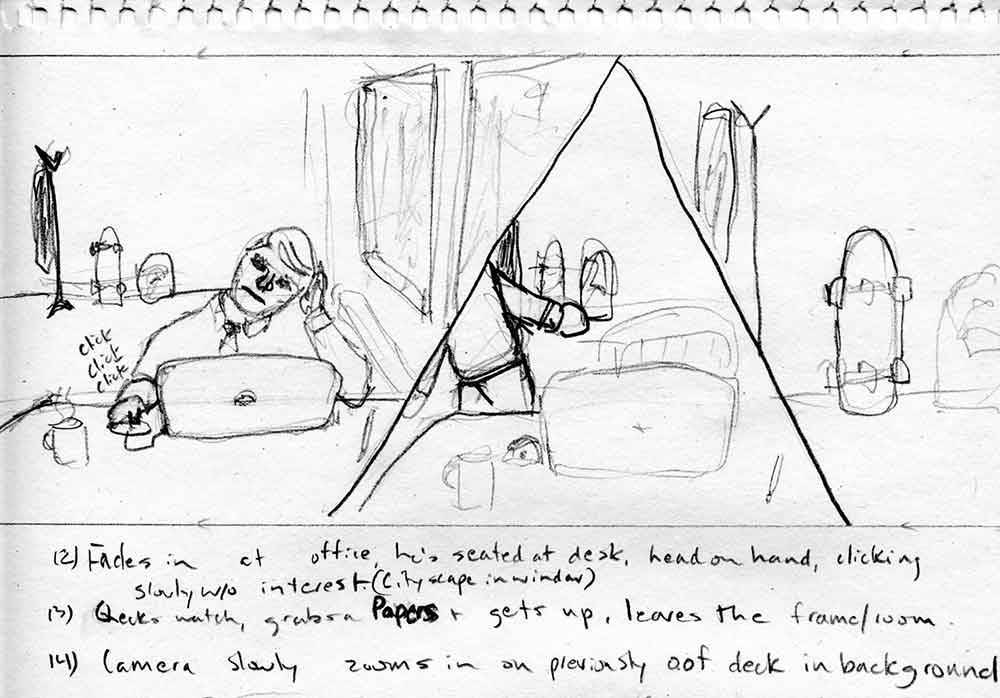 click
click
click
12) Fades in at office, he's seated at desk, head on hand, clicking
slowly w/o interest. (Cityscape in window)
13) Checks watch, grabs a Papers + gets up, leaves the frame/room.
14) Camera slowly zooms in on previously oof deck in background